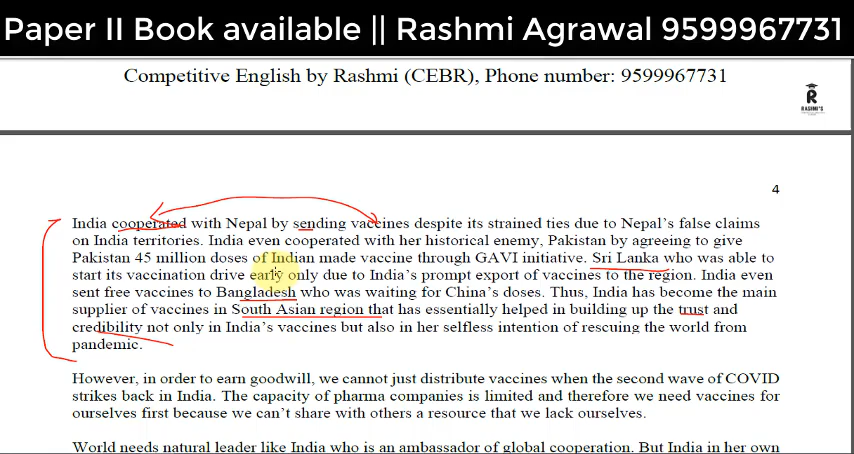 Paper II Book available || Rashmi Agrawal 9599967731
Competitive English by Rashmi (CEBR), Phone number: 9599967731
R
RASHMI'S
4
India cooperated with Nepal by sending vaccines despite its strained ties due to Nepal's false claims
on India territories. India even cooperated with her historical enemy, Pakistan by agreeing to give
Pakistan 45 million doses of Indian made vaccine through GAVI initiative. Sri Lanka who was able to
start its vaccination drive early only due to India's prompt export of vaccines to the region. India even
sent free vaccines to Bangladesh who was waiting for China's doses. Thus, India has become the main
supplier of vaccines in South Asian region that has essentially helped in building up the trust and
credibility not only in India's vaccines but also in her selfless intention of rescuing the world from
pandemic.
However, in order to earn goodwill, we cannot just distribute vaccines when the second wave of COVID
strikes back in India. The capacity of pharma companies is limited and therefore we need vaccines for
ourselves first because we can't share with others a resource that we lack ourselves.
World needs natural leader like India who is an ambassador of global cooperation. But India in her own